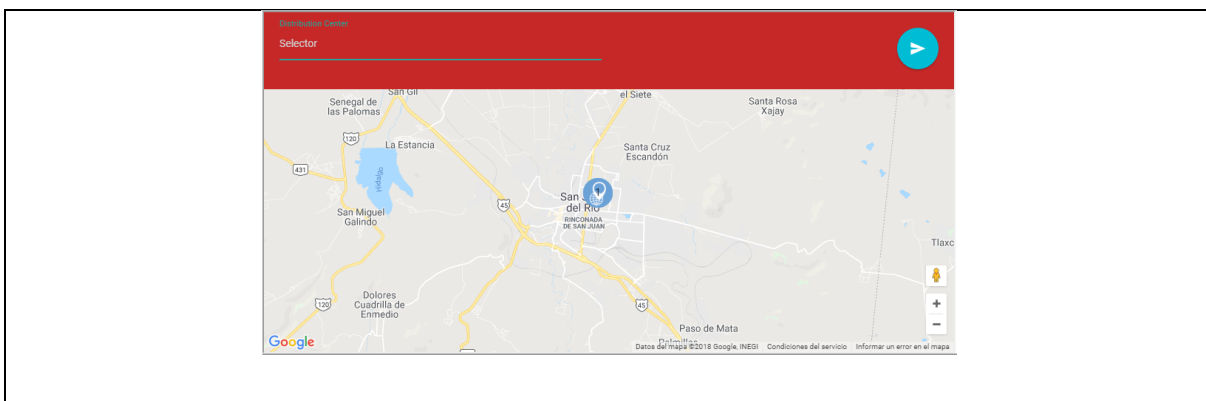 Distribution Center
Selector
San Gil
el Siete
Senegal de
las Palomas
Santa Rosa
Xajay
120
La Estancia
Santa Cruz
Escandón
431
Hidalgo
1
45
San
del Río
San Miguel
Galindo
RINCONADA
DE SAN JUAN
Tlaxc
Dolores
Cuadrilla de
Enmedio
120
45
+
−
Paso de Mata
Palmillas
Google
Datos del mapa ©2018 Google, INEGI Condiciones del servicio Informar un error en el mapa